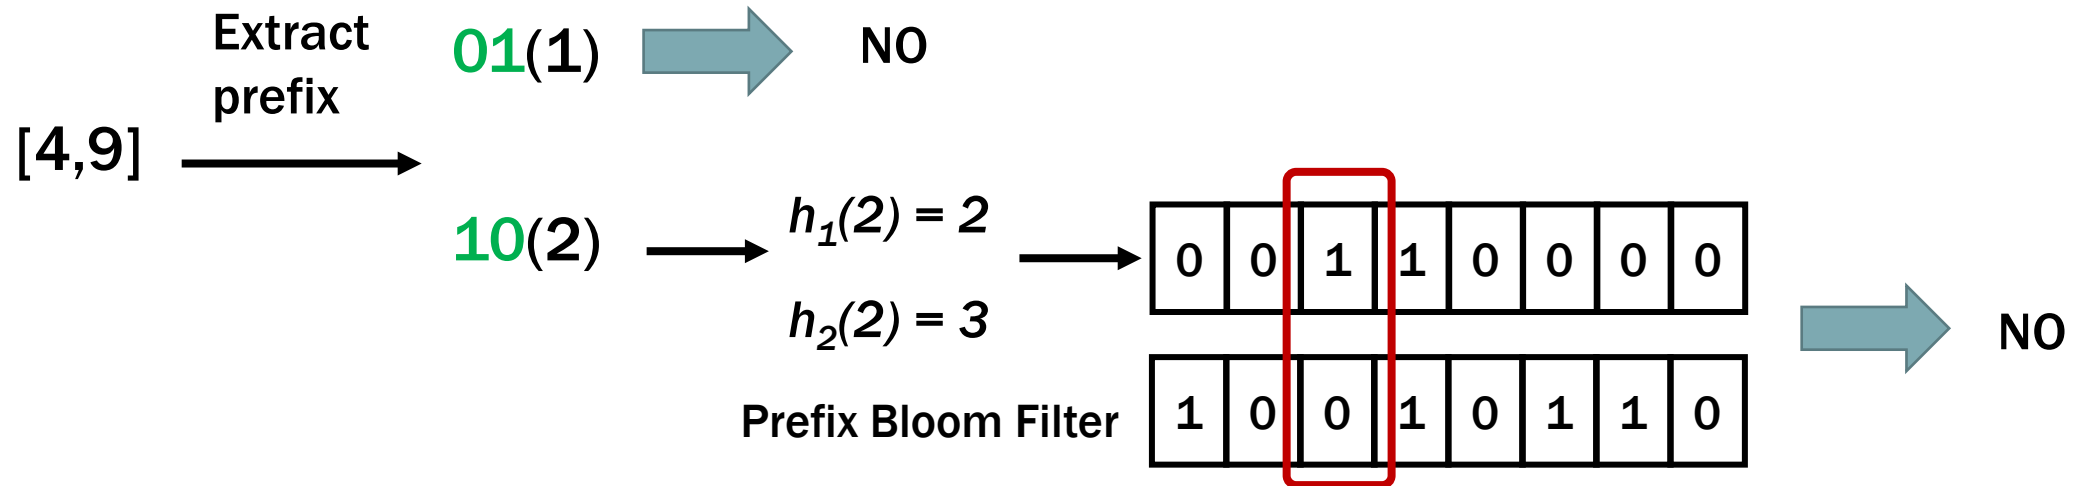 Extract
prefix
[4,9]
01(1)
NO
10(2)
h1(2) = 2
h2(2) = 3
0 0 1 1 0 0 0 0
Prefix Bloom Filter
1 0 0 1 0 1 1 0
NO